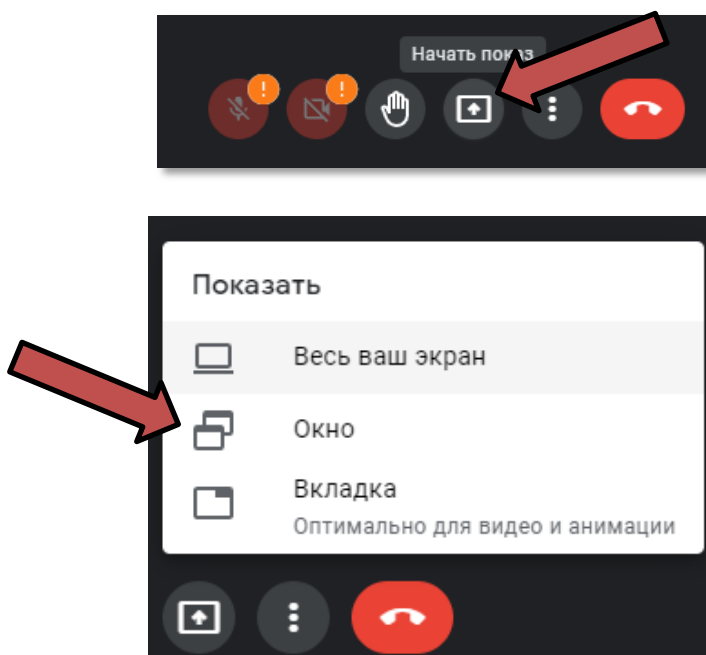 Начать показ
!
!
Показать
Весь ваш экран
Окно
Вкладка
Оптимально для видео и анимации